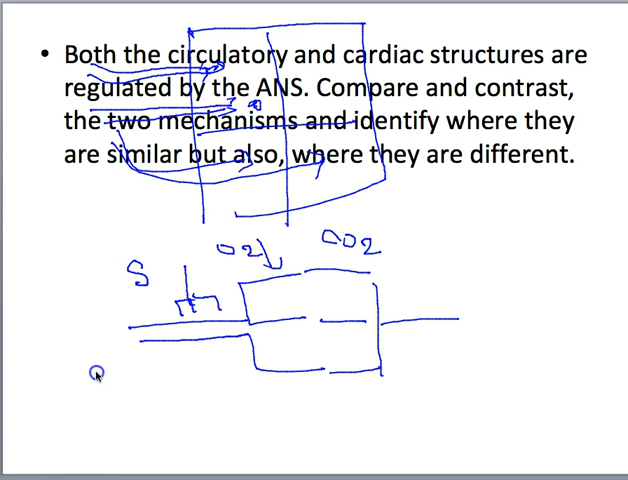 • Both the circulatory and cardiac structures are
regulated by the ANS. Compare and contrast,
the two mechanisms and identify where they
are similar but also, where they are different.
O2 CO2
S